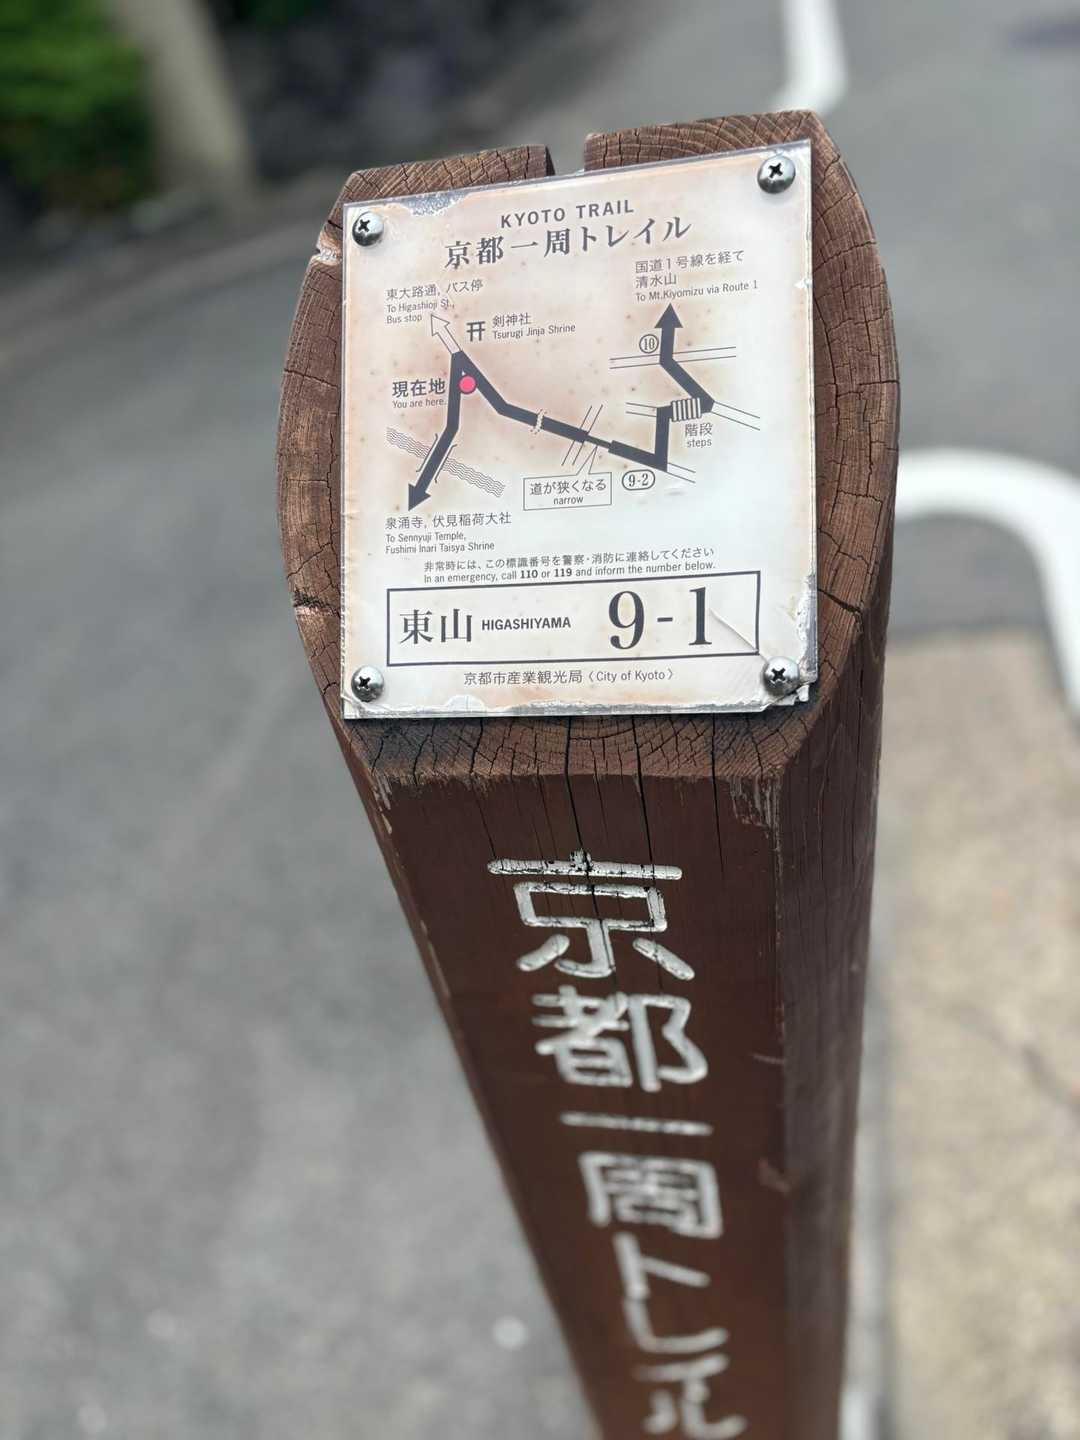 KYOTO TRAIL
京都一周トレイル
東大路通, バス停
To Higashioji St.,
Bus stop
剣神社
Tsurugi Jinja Shrine
国道1号線を経て
清水山
To Mt.Kiyomizu via Route 1
10
現在地
You are here.
階段
steps
道が狭くなる
narrow
9-2
泉涌寺, 伏見稲荷大社
To Sennyuji Temple,
Fushimi Inari Taisya Shrine
非常時には、この標識番号を警察・消防に連絡してください
In an emergency, call 110 or 119 and inform the number below.
東山 HIGASHIYAMA 9-1
京都市産業観光局〈City of Kyoto〉
京都一周トレイル